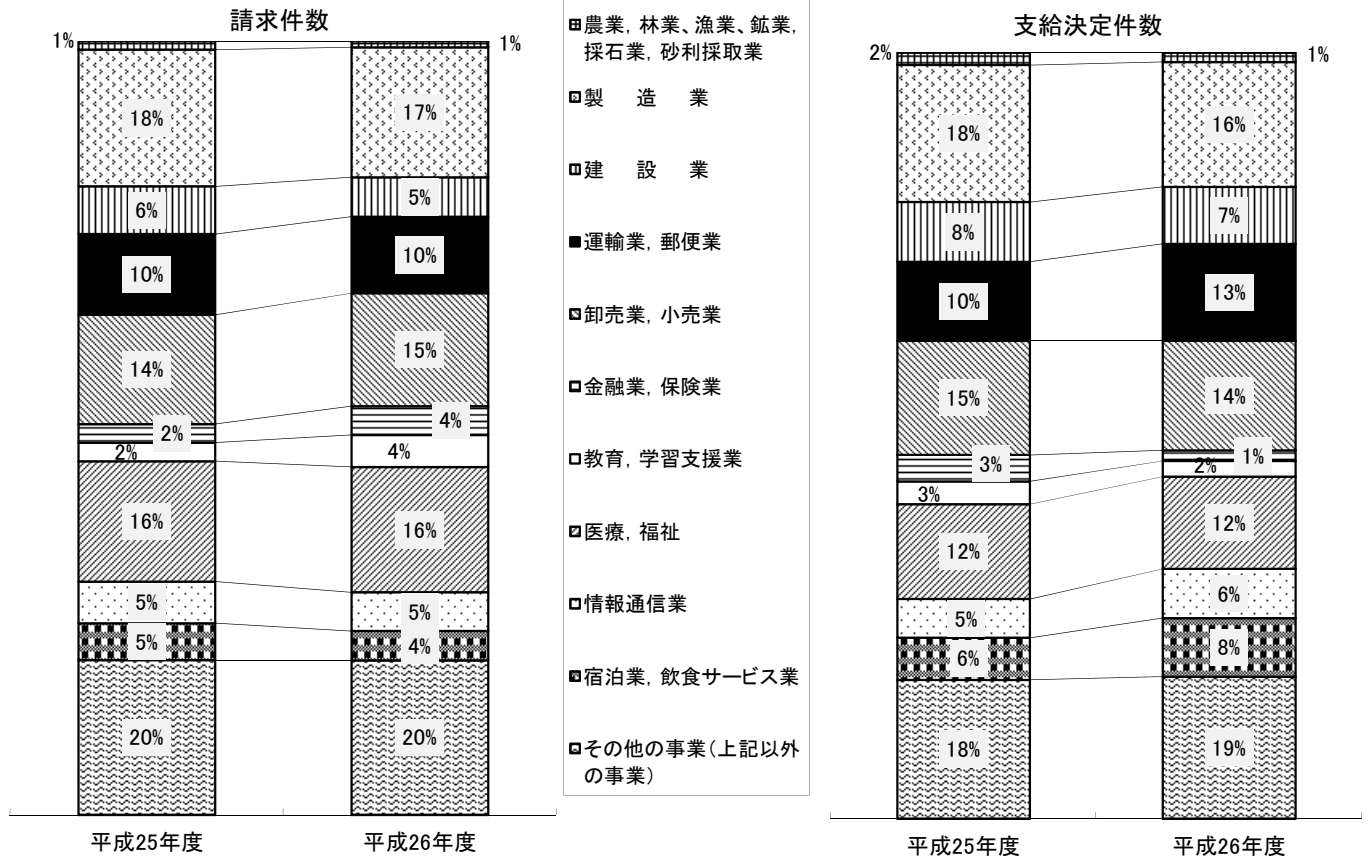 請求件数
1%
18%
6%
10%
14%
2%
2%
16%
5%
5%
20%
平成25年度
1%
17%
5%
10%
15%
4%
4%
16%
5%
4%
20%
平成26年度
農業, 林業、漁業、鉱業,
採石業, 砂利採取業
製 造 業
建 設 業
運輸業, 郵便業
卸売業, 小売業
金融業, 保険業
教育, 学習支援業
医療, 福祉
情報通信業
宿泊業, 飲食サービス業
その他の事業(上記以外
の事業)
支給決定件数
2%
18%
8%
10%
15%
3%
3%
12%
5%
6%
18%
平成25年度
1%
16%
7%
13%
14%
1%
2%
12%
6%
8%
19%
平成26年度